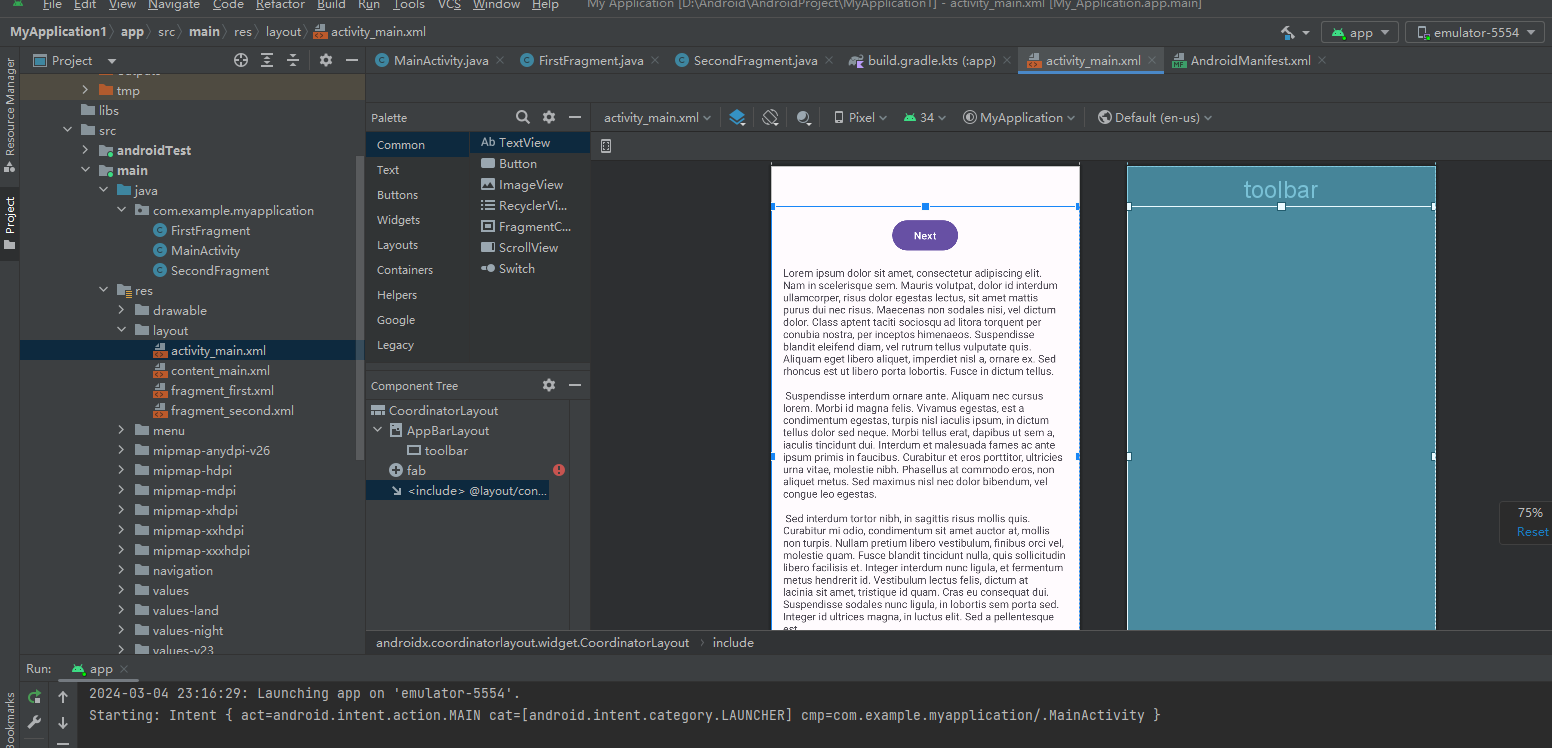 File Edit View Navigate Code Refactor Build Run Tools VCS Window Help My Application [D:\Android\AndroidProject\MyApplication1] - activity_main.xml [My_Application.app.main]
MyApplication1 app src main res layout activity_main.xml
app emulator-5554
Resource Manager
Project
Bookmarks
Project
outputs
tmp
libs
src
androidTest
main
java
com.example.myapplication
FirstFragment
MainActivity
SecondFragment
res
drawable
layout
activity_main.xml
content_main.xml
fragment_first.xml
fragment_second.xml
menu
mipmap-anydpi-v26
mipmap-hdpi
mipmap-mdpi
mipmap-xhdpi
mipmap-xxhdpi
mipmap-xxxhdpi
navigation
values
values-land
values-night
values-v23
MainActivity.java FirstFragment.java SecondFragment.java build.gradle.kts (:app) activity_main.xml AndroidManifest.xml
Palette
Common
Text
Buttons
Widgets
Layouts
Containers
Helpers
Google
Legacy
Ab TextView
Button
ImageView
RecyclerVi...
FragmentC...
ScrollView
Switch
Component Tree
CoordinatorLayout
AppBarLayout
toolbar
fab
<include> @layout/con...
activity_main.xml Pixel 34 MyApplication Default (en-us)
Next
Lorem ipsum dolor sit amet, consectetur adipiscing elit.
Nam in scelerisque sem. Mauris volutpat, dolor id interdum
ullamcorper, risus dolor egestas lectus, sit amet mattis
purus dui nec risus. Maecenas non sodales nisi, vel dictum
dolor. Class aptent taciti sociosqu ad litora torquent per
conubia nostra, per inceptos himenaeos. Suspendisse
blandit eleifend diam, vel rutrum tellus vulputate quis.
Aliquam eget libero aliquet, imperdiet nisl a, ornare ex. Sed
rhoncus est ut libero porta lobortis. Fusce in dictum tellus.
Suspendisse interdum ornare ante. Aliquam nec cursus
lorem. Morbi id magna felis. Vivamus egestas, est a
condimentum egestas, turpis nisl iaculis ipsum, in dictum
tellus dolor sed neque. Morbi tellus erat, dapibus ut sem a,
iaculis tincidunt dui. Interdum et malesuada fames ac ante
ipsum primis in faucibus. Curabitur et eros porttitor, ultricies
urna vitae, molestie nibh. Phasellus at commodo eros, non
aliquet metus. Sed maximus nisl nec dolor bibendum, vel
congue leo egestas.
Sed interdum tortor nibh, in sagittis risus mollis quis.
Curabitur mi odio, condimentum sit amet auctor at, mollis
non turpis. Nullam pretium libero vestibulum, finibus orci vel,
molestie quam. Fusce blandit tincidunt nulla, quis sollicitudin
libero facilisis et. Integer interdum nunc ligula, et fermentum
metus hendrerit id. Vestibulum lectus felis, dictum at
lacinia sit amet, tristique id quam. Cras eu consequat dui.
Suspendisse sodales nunc ligula, in lobortis sem porta sed.
Integer id ultrices magna, in luctus elit. Sed a pellentesque
est.
toolbar
75%
Reset
androidx.coordinatorlayout.widget.CoordinatorLayout include
Run: app
2024-03-04 23:16:29: Launching app on 'emulator-5554'.
Starting: Intent { act=android.intent.action.MAIN cat=[android.intent.category.LAUNCHER] cmp=com.example.myapplication/.MainActivity }